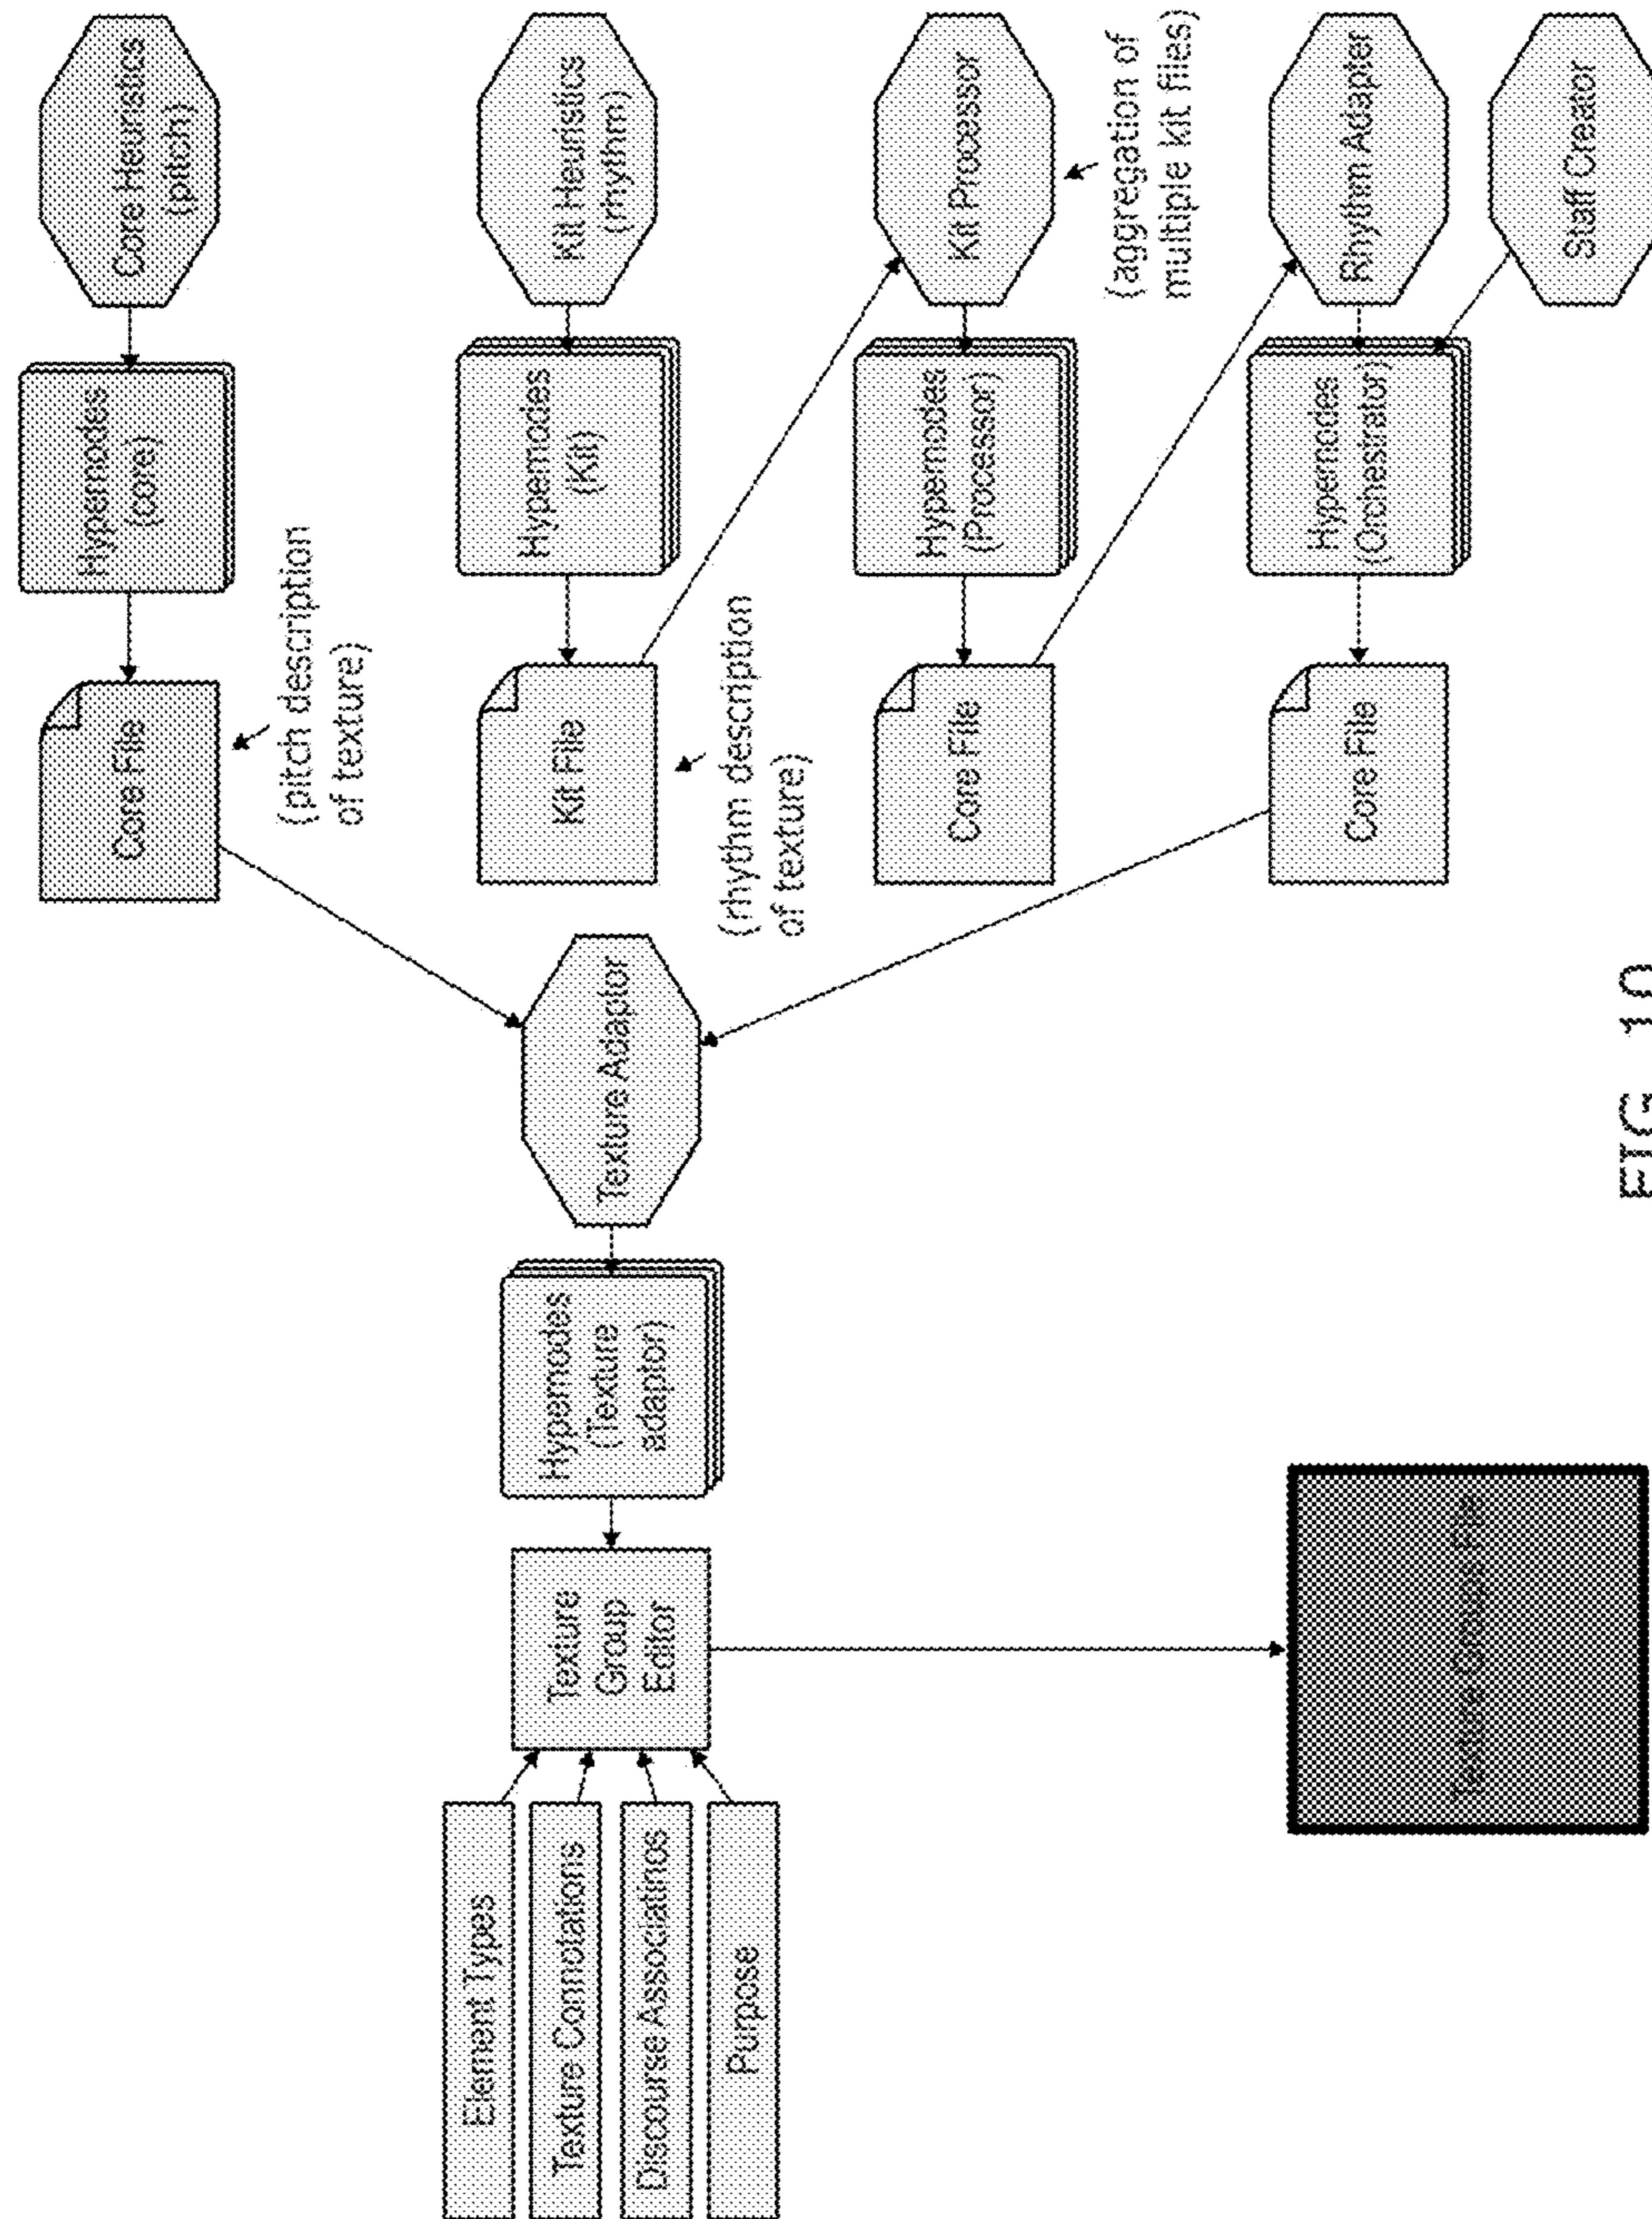 Core File
Hypernodes
(core)
Core Heuristics
(pitch)
(pitch description
of texture)
Element Types
Texture Connotations
Discourse Associatinos
Purpose
Texture
Group
Editor
Hypernodes
(Texture
adaptor)
Texture Adaptor
Kit File
Hypernodes
(Kit)
Kit Heuristics
(rhythm)
(rhythm description
of texture)
Core File
Hypernodes
(Processor)
Kit Processor
(aggregation of
multiple kit files)
Texture Groups File
Core File
Hypernodes
(Orchestrator)
Rhythm Adapter
Staff Creator
FIG. 10